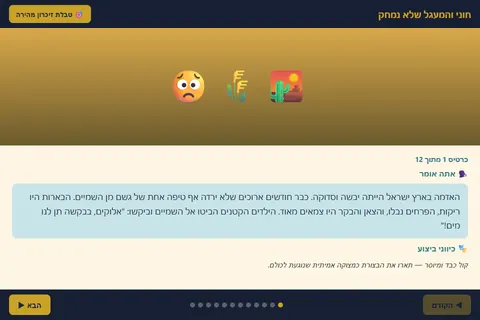 חוני והמעגל שלא נמחק
🧠 טבלת זיכרון מהירה
כרטיס 1 מתוך 12
🗣️ אתה אומר
האדמה בארץ ישראל הייתה יבשה וסדוקה. כבר חודשים ארוכים שלא ירדה אף טיפה אחת של גשם מן השמיים. הבארות היו
ריקות, הפרחים נבלו, והצאן והבקר היו צמאים מאוד. הילדים הקטנים הביטו אל השמיים וביקשו: "אלוקים, בבקשה תן לנו
מים!"
🎭 כיווני ביצוע
קול כבד ומיוסר — תארו את הבצורת כמצוקה אמיתית שנוגעת לכולם.
◀ הקודם
הבא ▶